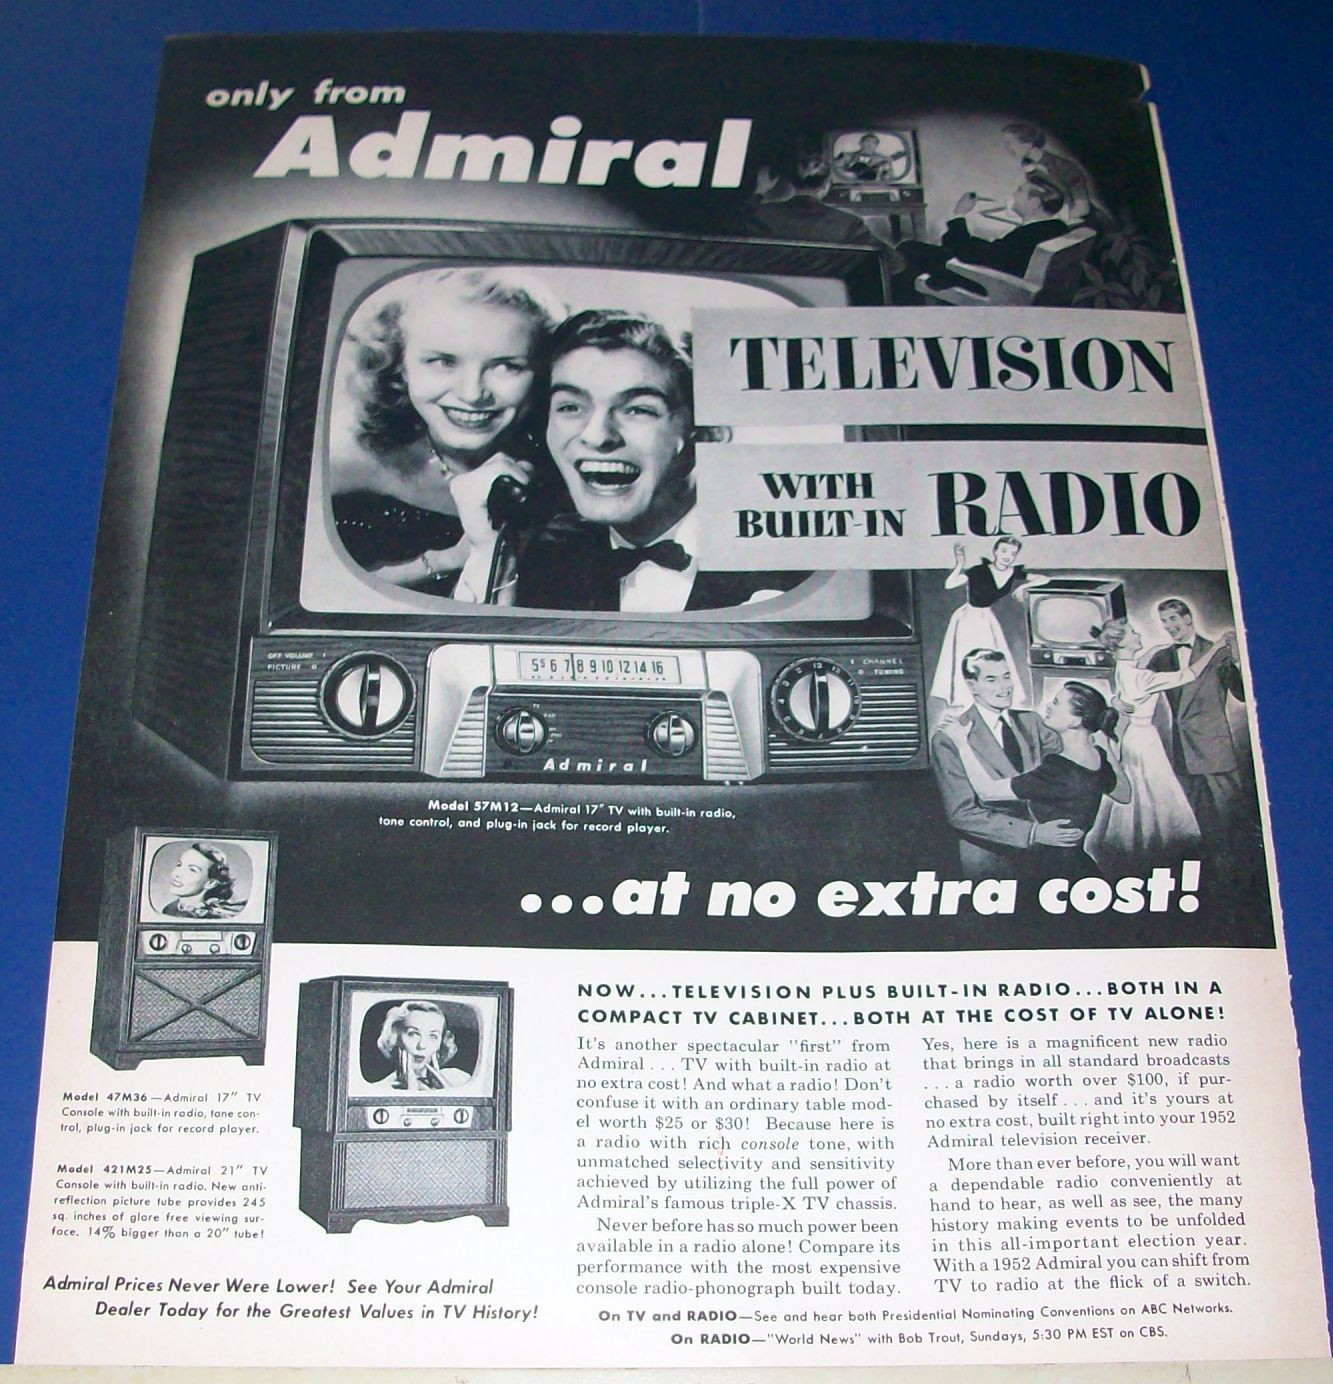 only from
Admiral
TELEVISION
WITH
BUILT-IN RADIO
OFF VOLUME
PICTURE
5⁵ 6 7 8 9 10 12 14 16
CHANNEL
TUNING
13
TV
Admiral
Model 57M12—Admiral 17" TV with built-in radio,
tone control, and plug-in jack for record player.
...at no extra cost!
Model 47M36—Admiral 17" TV
Console with built-in radio, tone con-
trol, plug-in jack for record player.
Model 421M25—Admiral 21" TV
Console with built-in radio. New anti-
reflection picture tube provides 245
sq. inches of glare free viewing sur-
face. 14% bigger than a 20" tube!
Admiral Prices Never Were Lower! See Your Admiral
Dealer Today for the Greatest Values in TV History!
NOW...TELEVISION PLUS BUILT-IN RADIO...BOTH IN A
COMPACT TV CABINET...BOTH AT THE COST OF TV ALONE!
It's another spectacular "first" from
Admiral . . . TV with built-in radio at
no extra cost! And what a radio! Don't
confuse it with an ordinary table mod-
el worth $25 or $30! Because here is
a radio with rich console tone, with
unmatched selectivity and sensitivity
achieved by utilizing the full power of
Admiral's famous triple-X TV chassis.
Never before has so much power been
available in a radio alone! Compare its
performance with the most expensive
console radio-phonograph built today.
Yes, here is a magnificent new radio
that brings in all standard broadcasts
. . . a radio worth over $100, if pur-
chased by itself . . . and it's yours at
no extra cost, built right into your 1952
Admiral television receiver.
More than ever before, you will want
a dependable radio conveniently at
hand to hear, as well as see, the many
history making events to be unfolded
in this all-important election year.
With a 1952 Admiral you can shift from
TV to radio at the flick of a switch.
On TV and RADIO—See and hear both Presidential Nominating Conventions on ABC Networks.
On RADIO—"World News" with Bob Trout, Sundays, 5:30 PM EST on CBS.